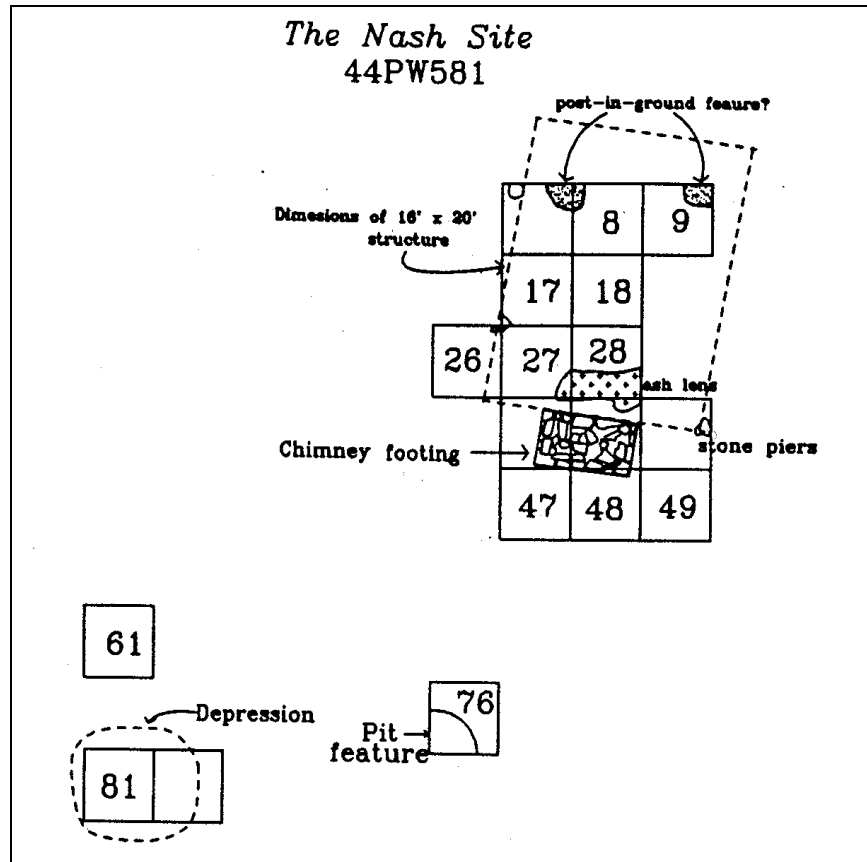 The Nash Site
44PW581
post-in-ground feaure?
Dimesions of 16' x 20'
structure
8
9
17
18
26
27
28
ash lens
Chimney footing
stone piers
47
48
49
61
76
Depression
Pit
feature
81